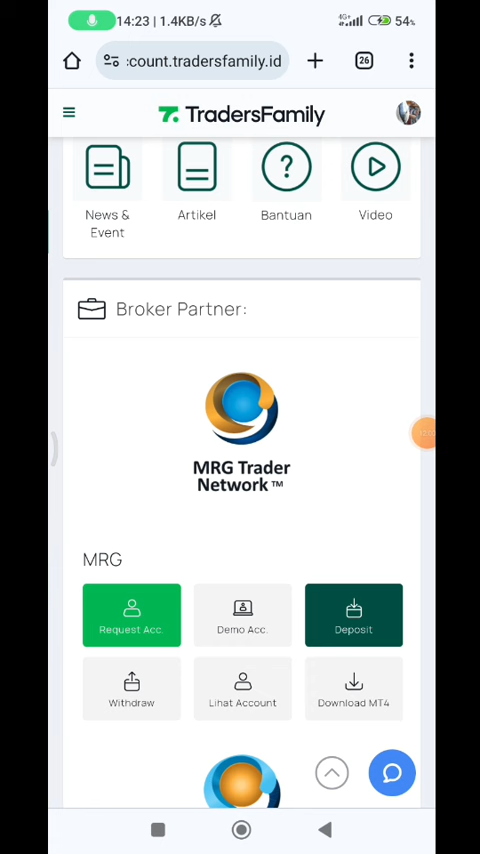 14:23 | 1.4KB/s
4G+
54%
:count.tradersfamily.id
26
TradersFamily
News & Event
Artikel
Bantuan
Video
Broker Partner:
MRG Trader
Network™
MRG
Request Acc.
Demo Acc.
Deposit
Withdraw
Lihat Account
Download MT4